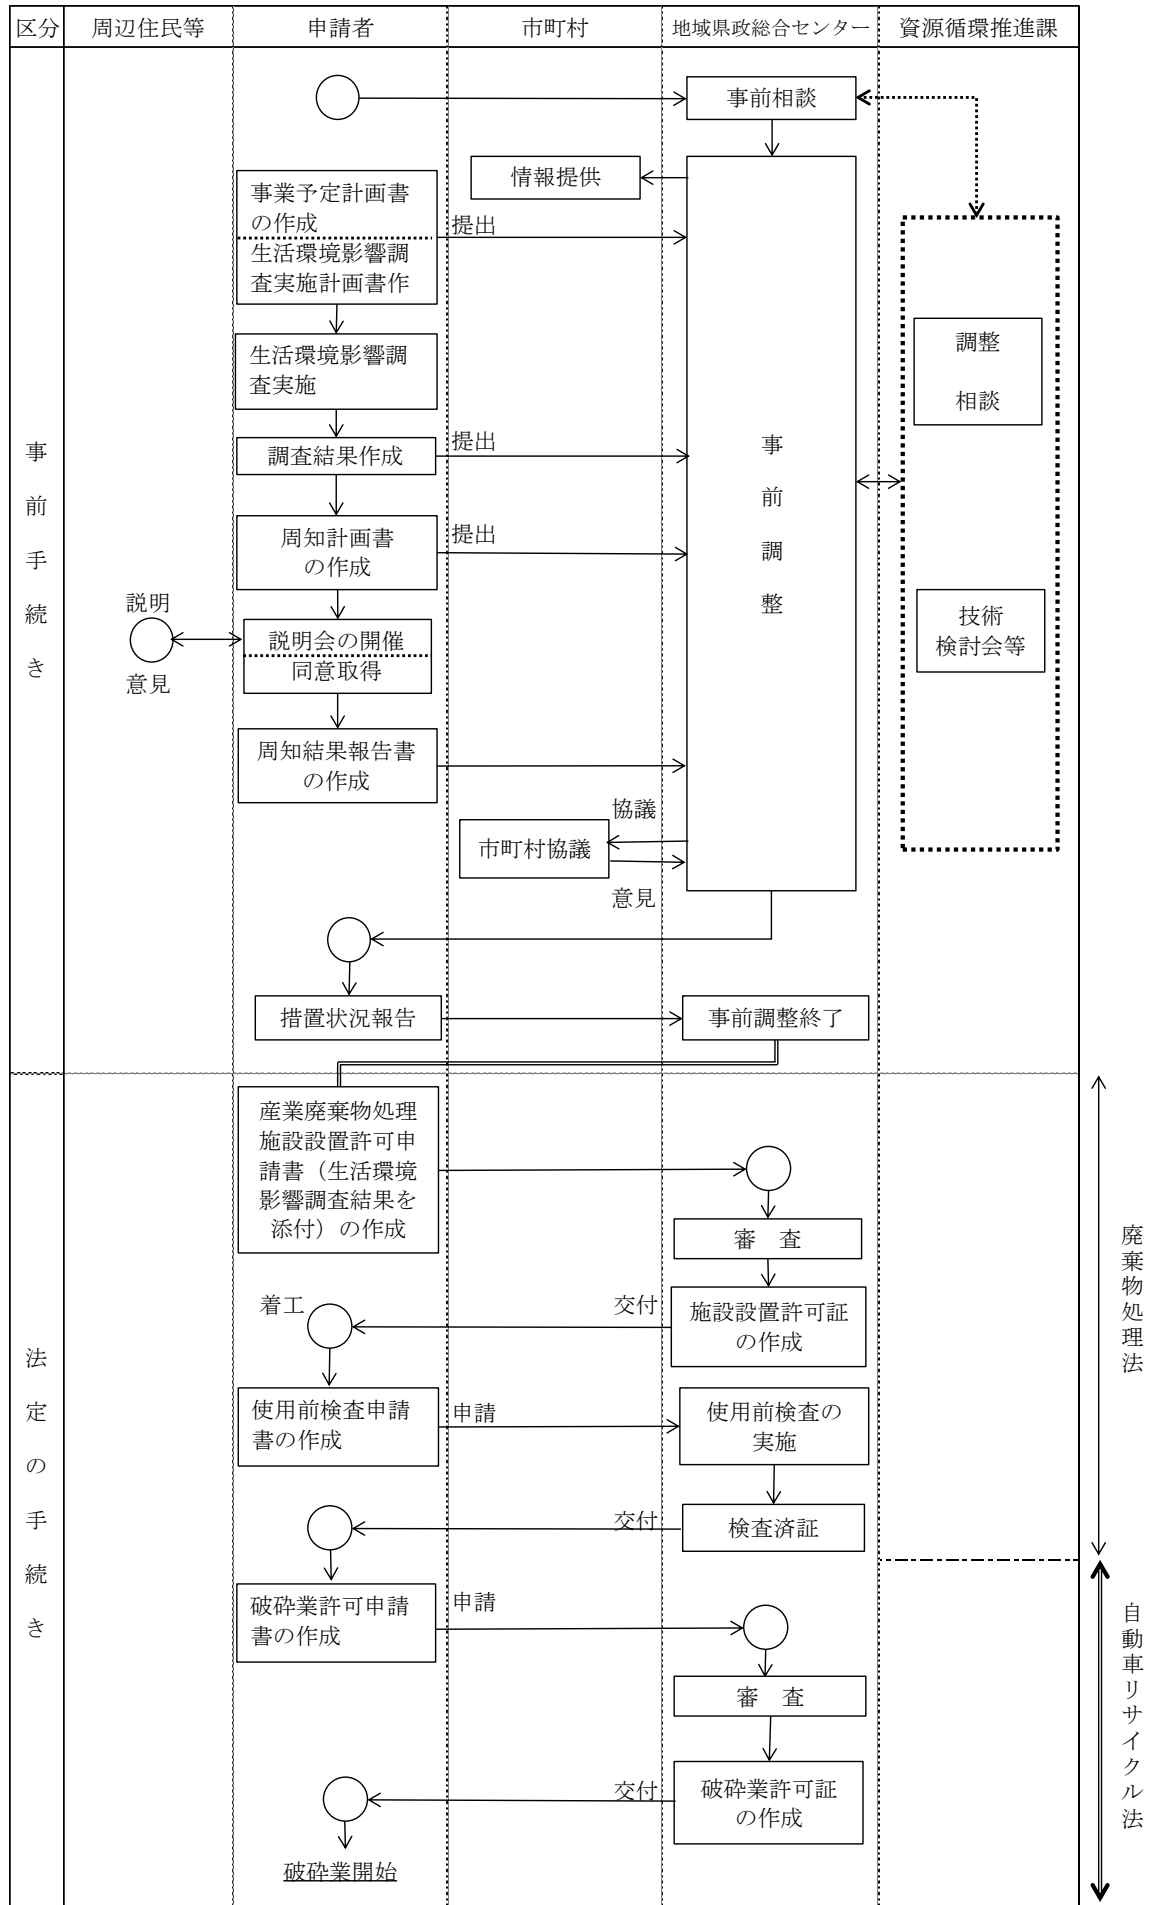 区分
周辺住民等
申請者
市町村
地域県政総合センター
資源循環推進課
事前手続き
事前相談
情報提供
事業予定計画書
の作成
生活環境影響調
査実施計画書作
提出
生活環境影響調
査実施
調査結果作成
提出
周知計画書
の作成
提出
説明
意見
説明会の開催
同意取得
周知結果報告書
の作成
事前調整
調整
相談
技術
検討会等
協議
市町村協議
意見
措置状況報告
事前調整終了
法定の手続き
産業廃棄物処理
施設設置許可申
請書（生活環境
影響調査結果を
添付）の作成
審　査
施設設置許可証
の作成
交付
着工
使用前検査申請
書の作成
申請
使用前検査の
実施
検査済証
交付
破砕業許可申請
書の作成
申請
審　査
破砕業許可証
の作成
交付
破砕業開始
廃棄物処理法
自動車リサイクル法